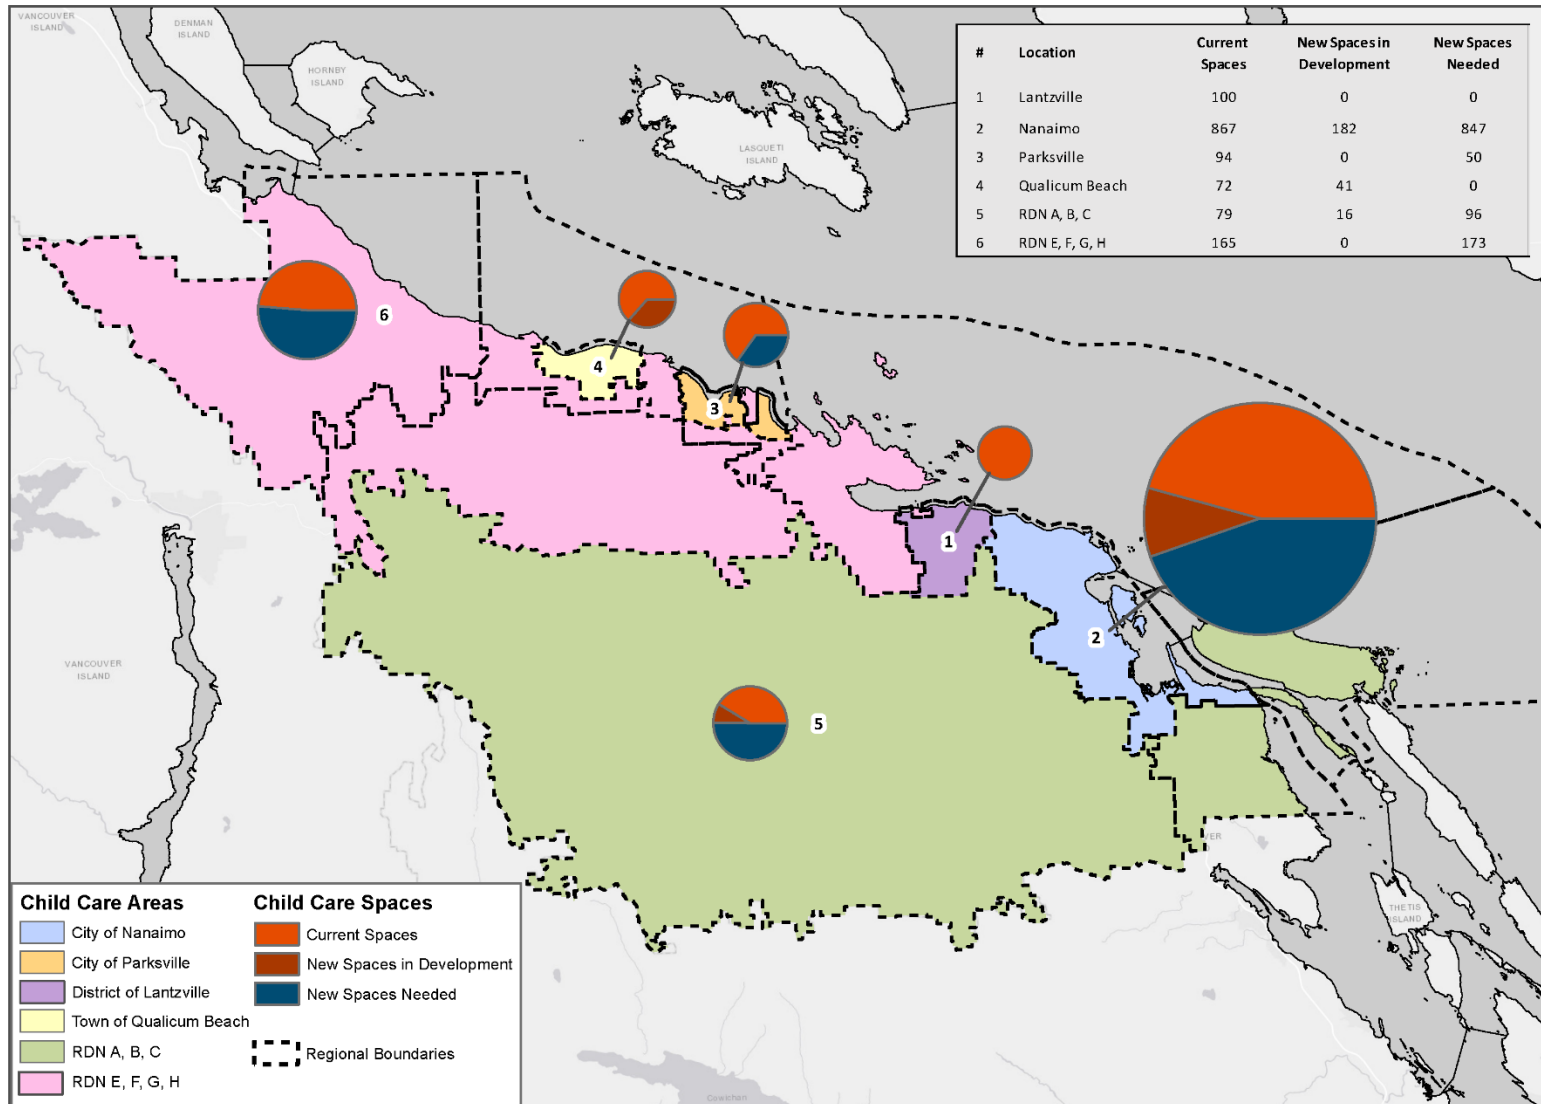 VANCOUVER
ISLAND
DENMAN
ISLAND
HORNBY
ISLAND
LASQUETI
ISLAND
# Location Current Spaces New Spaces in Development New Spaces Needed
1 Lantzville 100 0 0
2 Nanaimo 867 182 847
3 Parksville 94 0 50
4 Qualicum Beach 72 41 0
5 RDN A, B, C 79 16 96
6 RDN E, F, G, H 165 0 173
6
4
3
1
2
5
VANCOUVER
ISLAND
VER
THETIS
ISLAND
Cowichan
Child Care Areas
City of Nanaimo
City of Parksville
District of Lantzville
Town of Qualicum Beach
RDN A, B, C
RDN E, F, G, H
Child Care Spaces
Current Spaces
New Spaces in Development
New Spaces Needed
Regional Boundaries